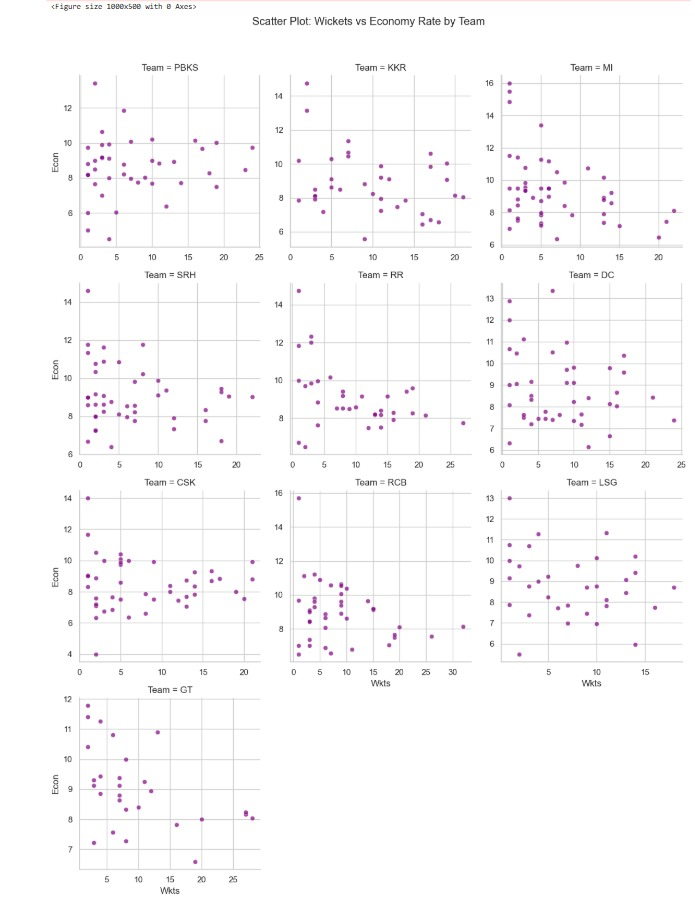 <Figure size 1000x500 with 0 Axes>
Scatter Plot: Wickets vs Economy Rate by Team
Team = PBKS
Team = KKR
Team = MI
12
10
8
6
Econ
0 5 10 15 20 25
14
12
10
8
6
0 5 10 15 20
16
14
12
10
8
6
0 5 10 15 20
Team = SRH
Team = RR
Team = DC
14
12
10
8
6
Econ
0 5 10 15 20
14
12
10
8
0 5 10 15 20 25
13
12
11
10
9
8
7
6
0 5 10 15 20 25
Team = CSK
Team = RCB
Team = LSG
14
12
10
8
6
4
Econ
0 5 10 15 20
16
14
12
10
8
0 5 10 15 20 25 30
Wkts
13
12
11
10
9
8
7
6
5 10 15
Wkts
Team = GT
12
11
10
9
8
7
Econ
5 10 15 20 25
Wkts